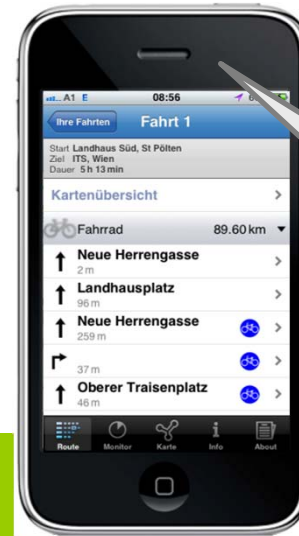 A1 E 08:56
Ihre Fahrten Fahrt 1
Start Landhaus Süd, St Pölten
Ziel ITS, Wien
Dauer 5 h 13 min
Kartenübersicht
Fahrrad 89.60 km
Neue Herrengasse
2 m
Landhausplatz
96 m
Neue Herrengasse
259 m
37 m
Oberer Traisenplatz
46 m
Route Monitor Karte Info About